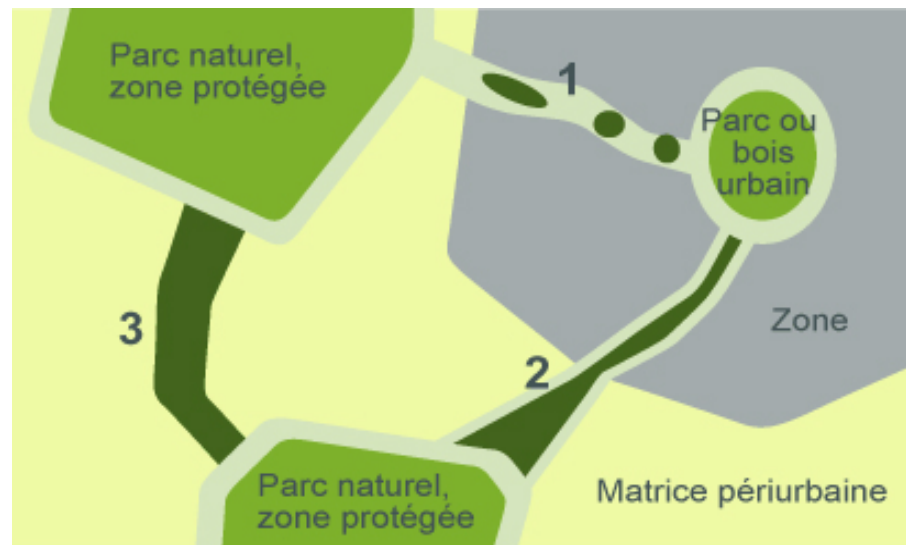 Parc naturel,
zone protégée
1
Parc ou
bois
urbain
Zone
3
2
Parc naturel,
zone protégée
Matrice périurbaine